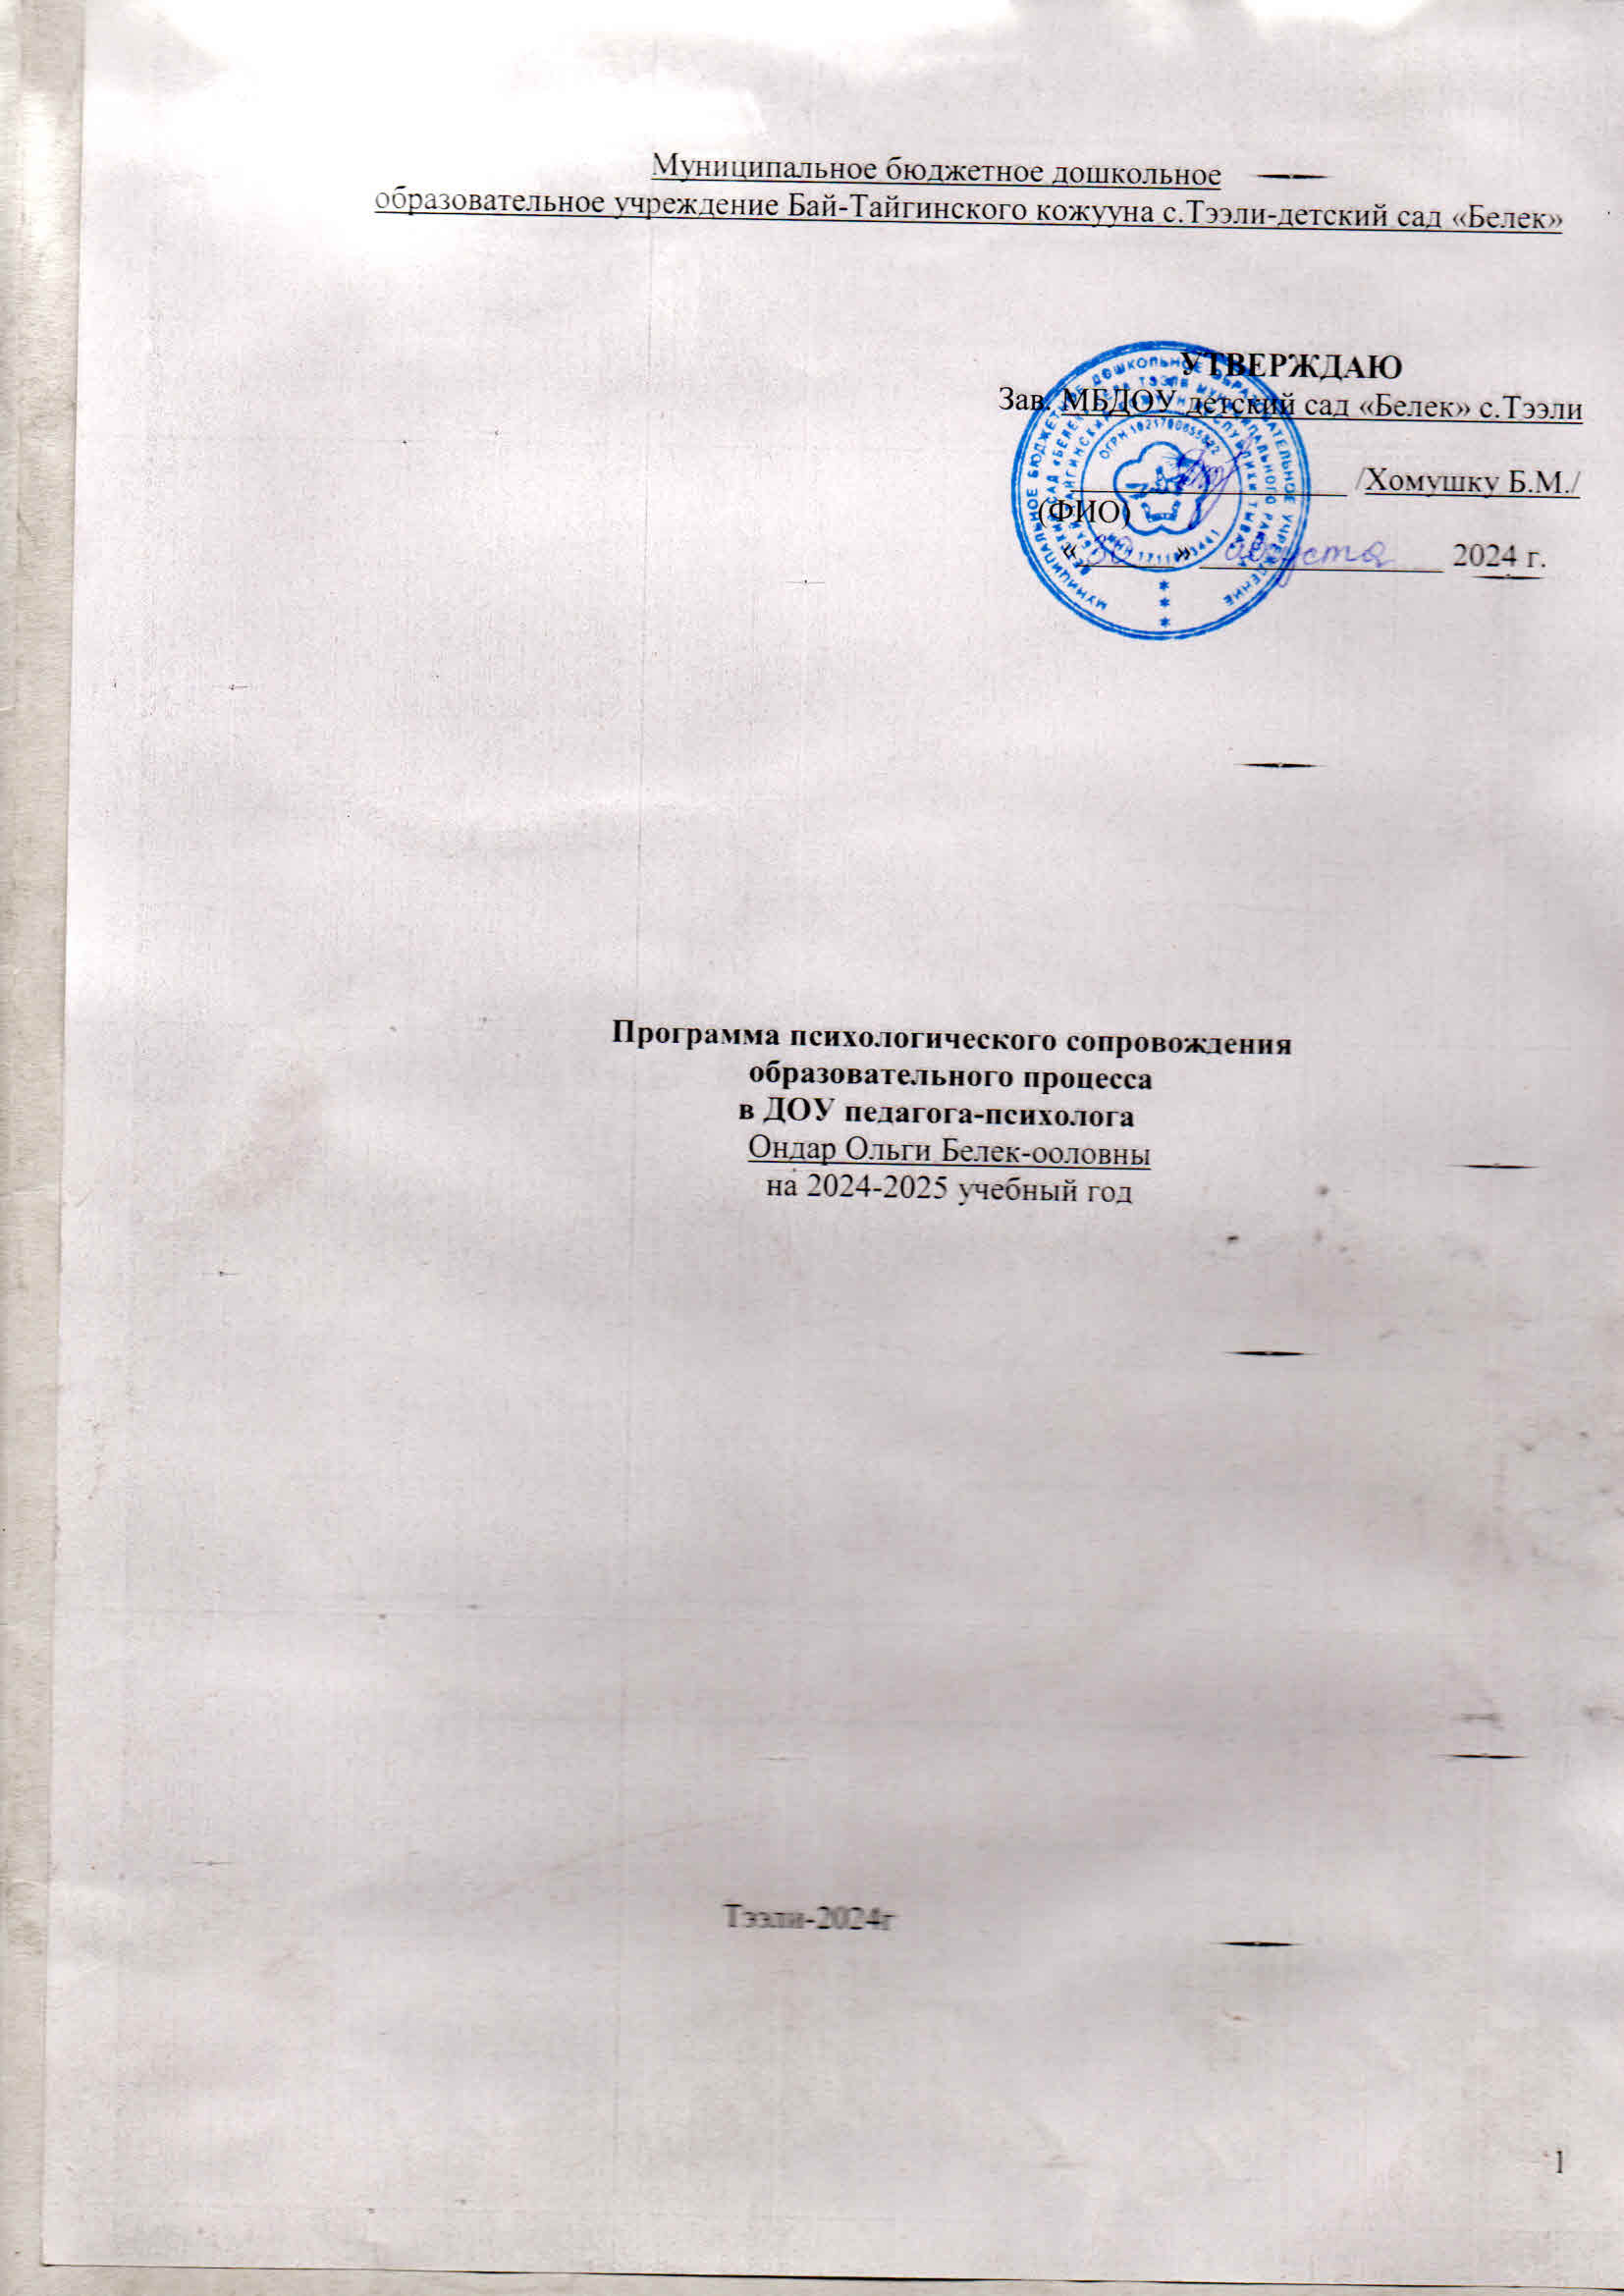 Муниципальное бюджетное дошкольное
образовательное учреждение Бай-Тайгинского кожууна с.Тээли-детский сад «Белек»
УТВЕРЖДАЮ
Зав. МБДОУ детский сад «Белек» с.Тээли
/Хомушку Б.М./
(ФИО)
«30» августа 2024 г.
Программа психологического сопровождения
образовательного процесса
в ДОУ педагога-психолога
Ондар Ольги Белек-ооловны
на 2024-2025 учебный год
Тээли-2024г
1